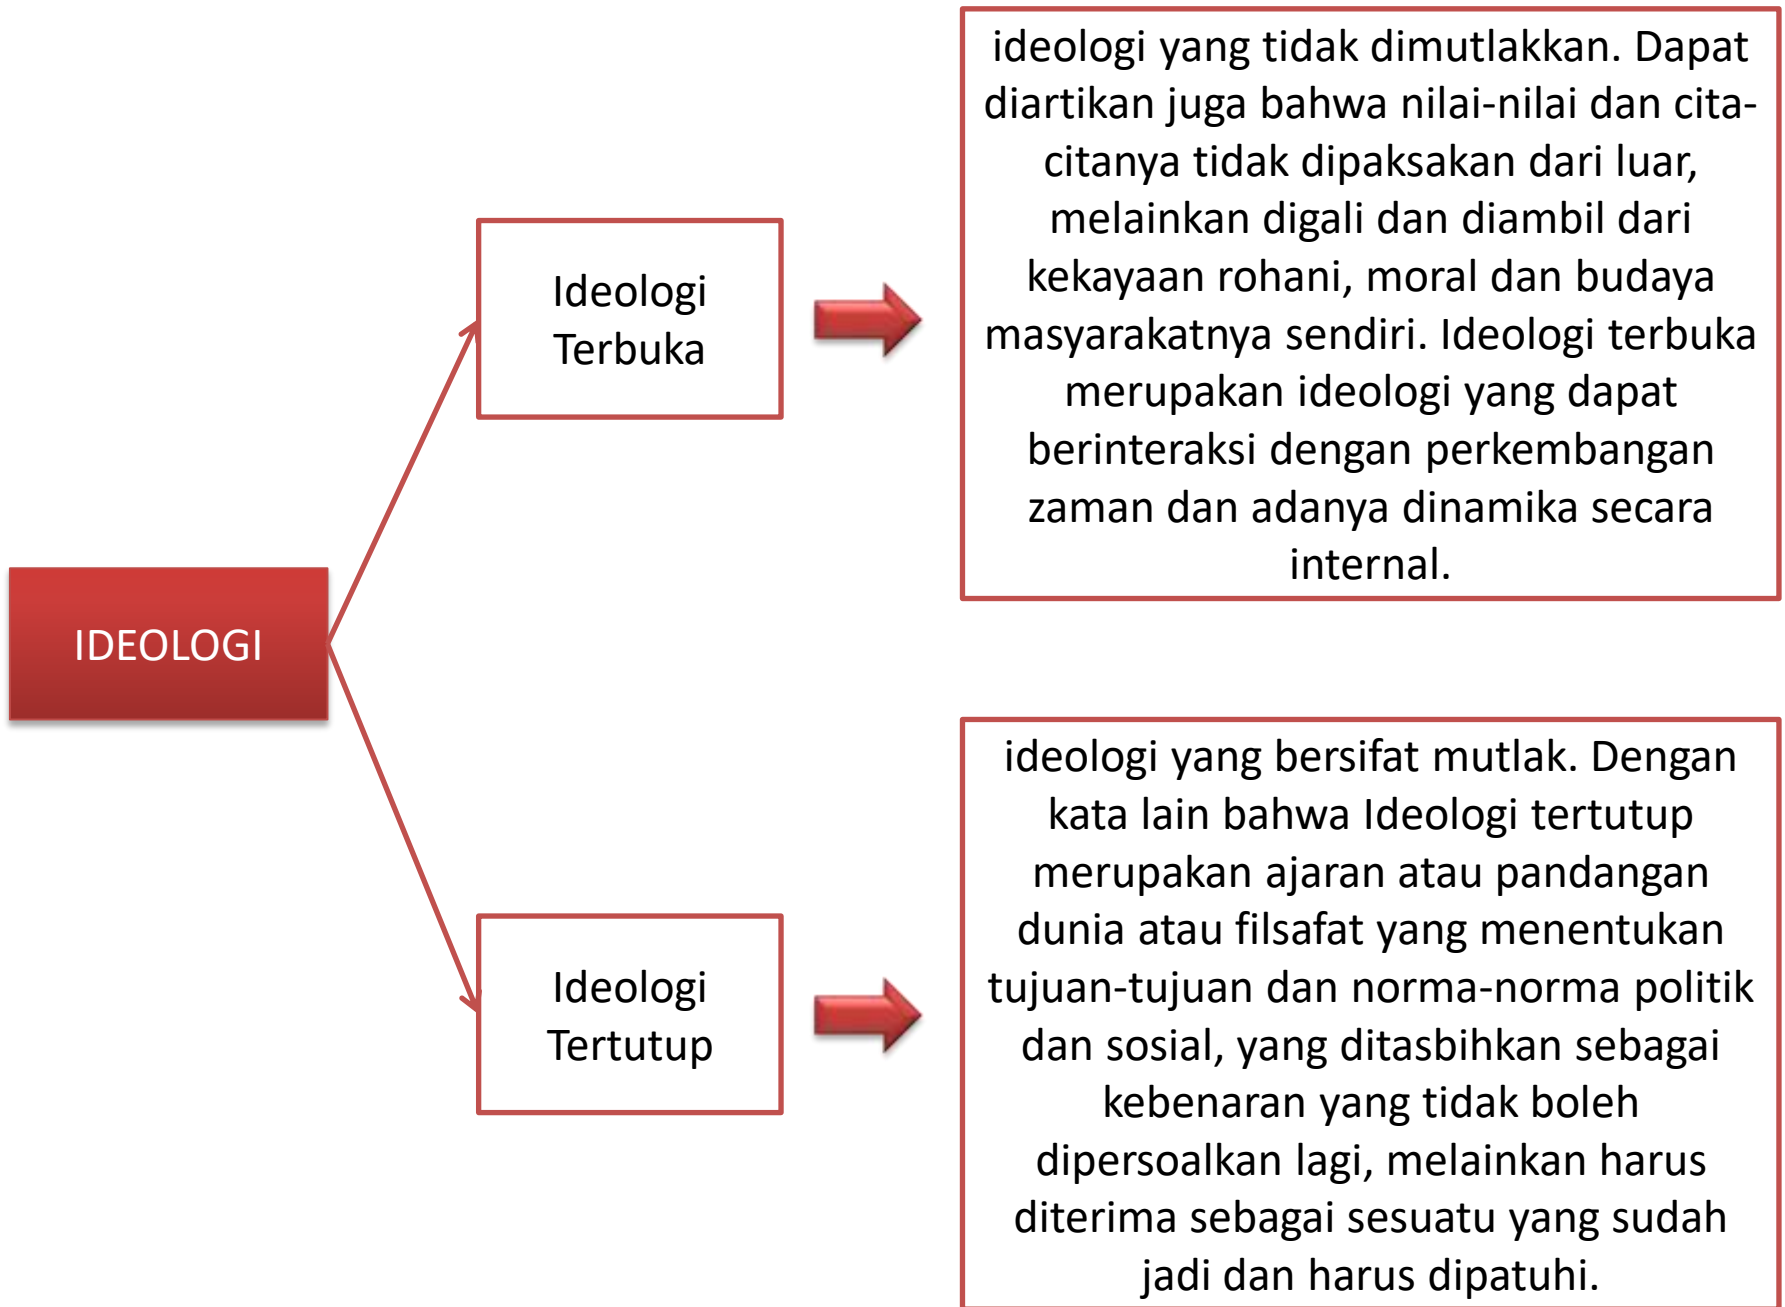 IDEOLOGI
Ideologi
Terbuka
ideologi yang tidak dimutlakkan. Dapat
diartikan juga bahwa nilai-nilai dan cita-
citanya tidak dipaksakan dari luar,
melainkan digali dan diambil dari
kekayaan rohani, moral dan budaya
masyarakatnya sendiri. Ideologi terbuka
merupakan ideologi yang dapat
berinteraksi dengan perkembangan
zaman dan adanya dinamika secara
internal.
Ideologi
Tertutup
ideologi yang bersifat mutlak. Dengan
kata lain bahwa Ideologi tertutup
merupakan ajaran atau pandangan
dunia atau filsafat yang menentukan
tujuan-tujuan dan norma-norma politik
dan sosial, yang ditasbihkan sebagai
kebenaran yang tidak boleh
dipersoalkan lagi, melainkan harus
diterima sebagai sesuatu yang sudah
jadi dan harus dipatuhi.